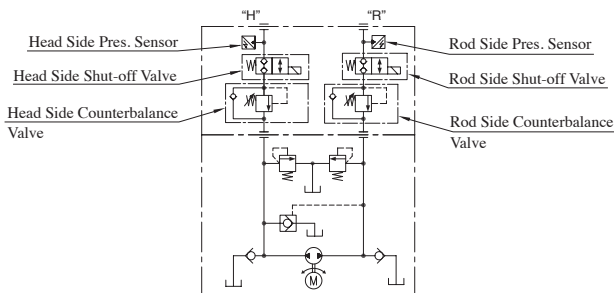 "H"
"R"
Head Side Pres. Sensor
Rod Side Pres. Sensor
Head Side Shut-off Valve
Rod Side Shut-off Valve
Head Side Counterbalance
Valve
Rod Side Counterbalance
Valve
M